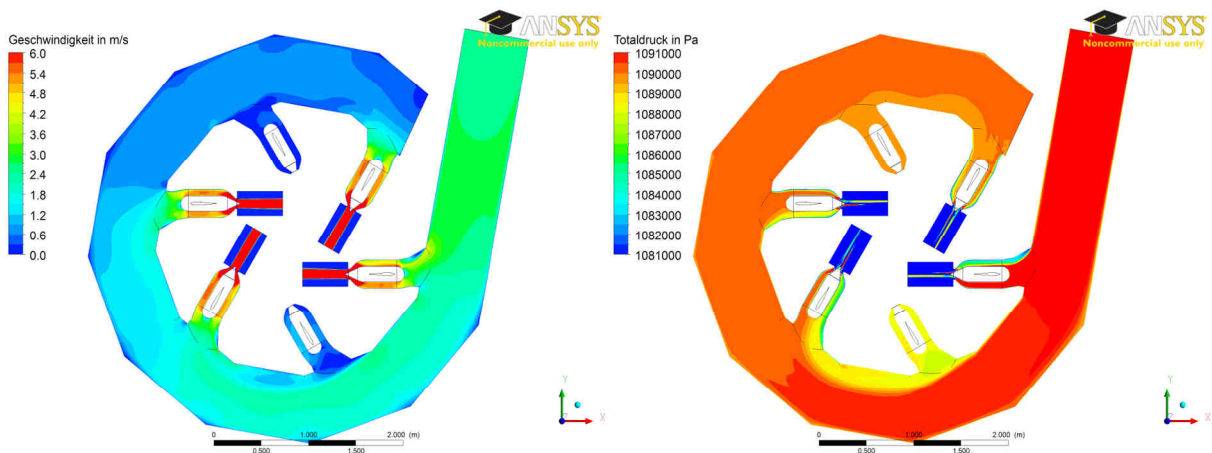 Geschwindigkeit in m/s
6.0
5.4
4.8
4.2
3.6
3.0
2.4
1.8
1.2
0.6
0.0
ANSYS
Noncommercial use only
0
1.000
2.000 (m)
0.500
1.500
Y
X
Totaldruck in Pa
1091000
1090000
1089000
1088000
1087000
1086000
1085000
1084000
1083000
1082000
1081000
ANSYS
Noncommercial use only
0
1.000
2.000 (m)
0.500
1.500
Y
X